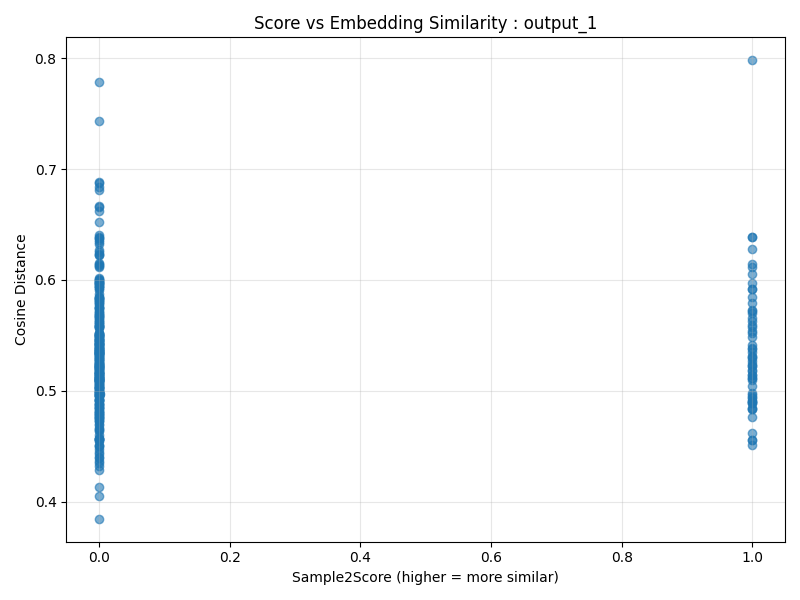 Score vs Embedding Similarity : output_1
Cosine Distance
0.8
0.7
0.6
0.5
0.4
0.0 0.2 0.4 0.6 0.8 1.0
Sample2Score (higher = more similar)